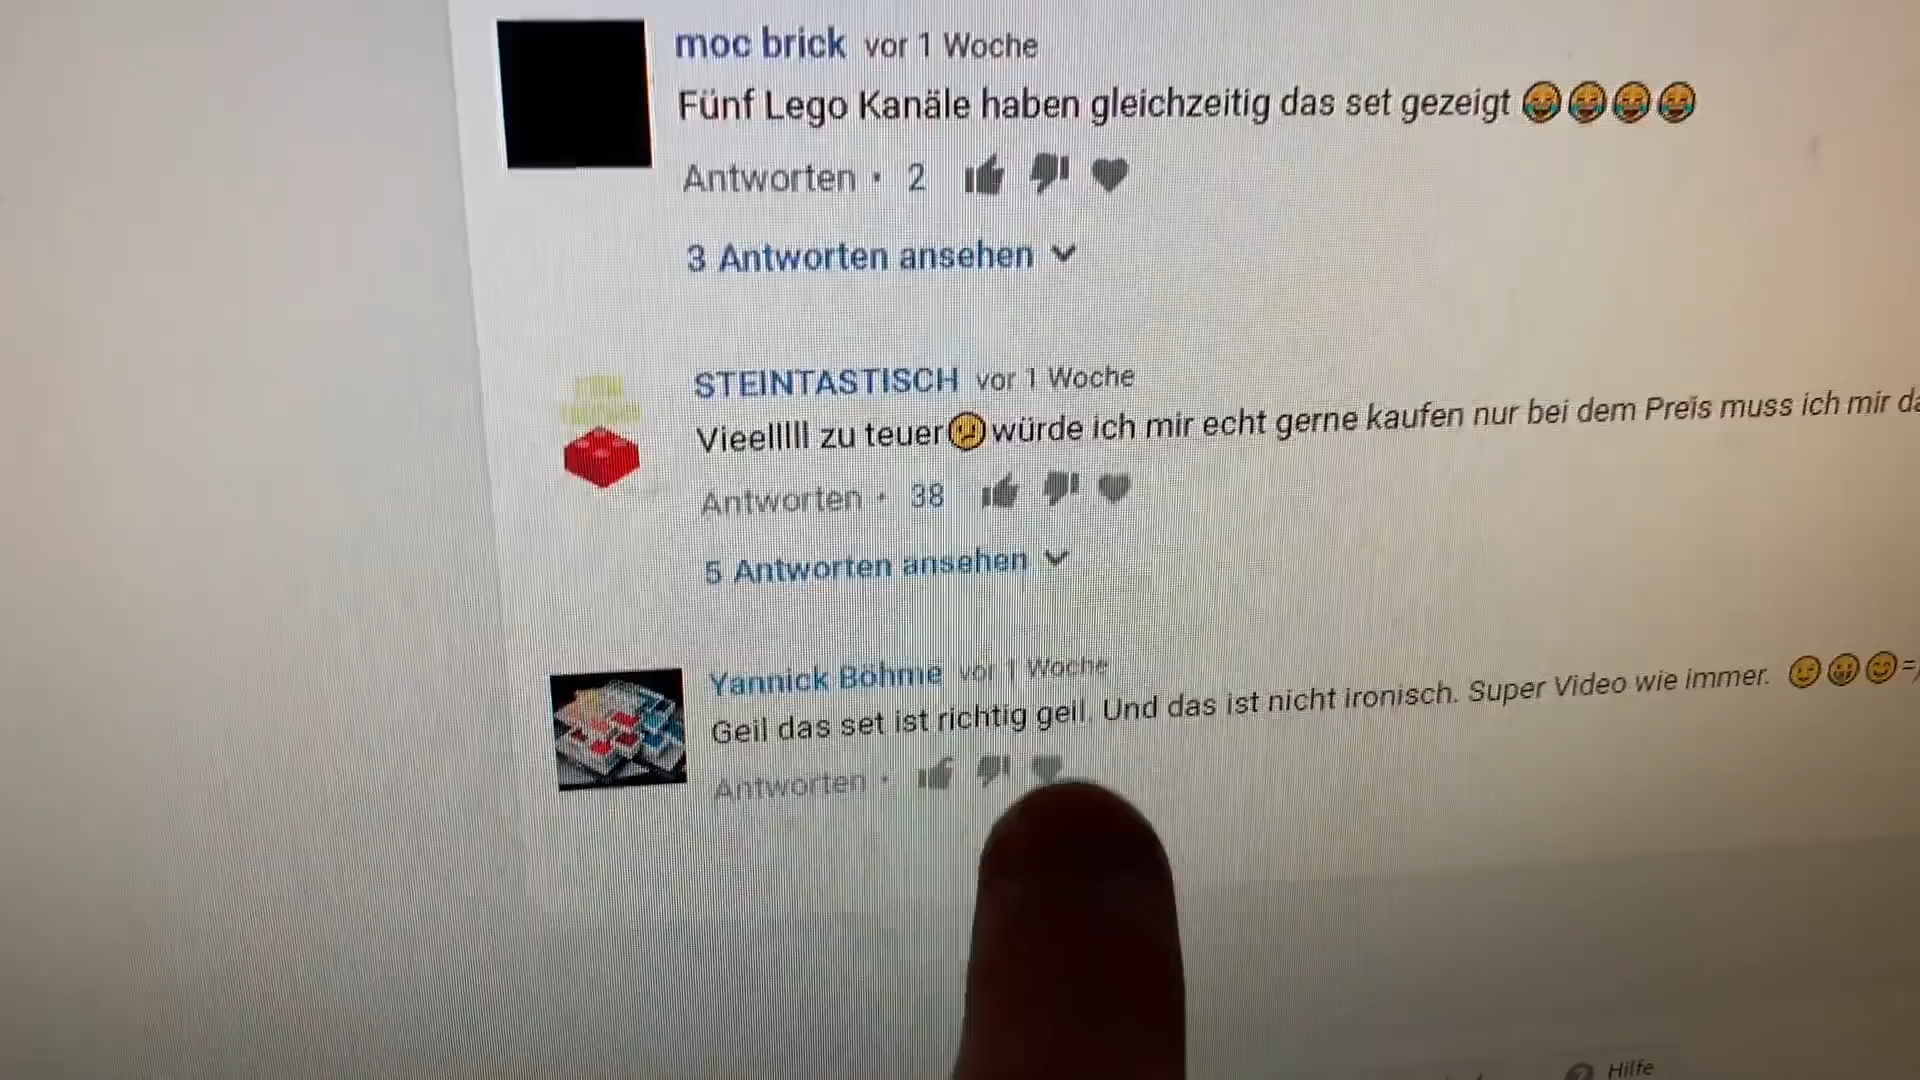 moc brick vor 1 Woche
Fünf Lego Kanäle haben gleichzeitig das set gezeigt 😂😂😂😂
Antworten · 2
3 Antworten ansehen
STEINTASTISCH vor 1 Woche
Vieelllll zu teuer😕würde ich mir echt gerne kaufen nur bei dem Preis muss ich mir
Antworten · 38
5 Antworten ansehen
Yannick Böhme vor 1 Woche
Geil das set ist richtig geil. Und das ist nicht ironisch. Super Video wie immer. 😉😀😊=)
Antworten ·
Hilfe